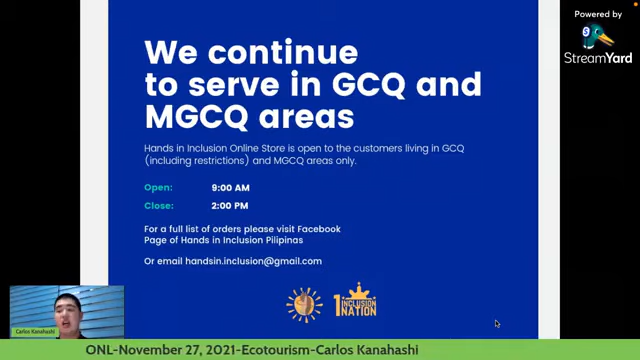 Powered by
StreamYard
We continue
to serve in GCQ and
MGCQ areas
Hands in Inclusion Online Store is open to the customers living in GCQ
(including restrictions) and MGCQ areas only.
Open: 9:00 AM
Close: 2:00 PM
For a full list of orders please visit Facebook
Page of Hands in Inclusion Pilipinas
Or email handsin.inclusion@gmail.com
1 INCLUSION
NATION
Carlos Kanahashi
ONL-November 27, 2021-Ecotourism-Carlos Kanahashi